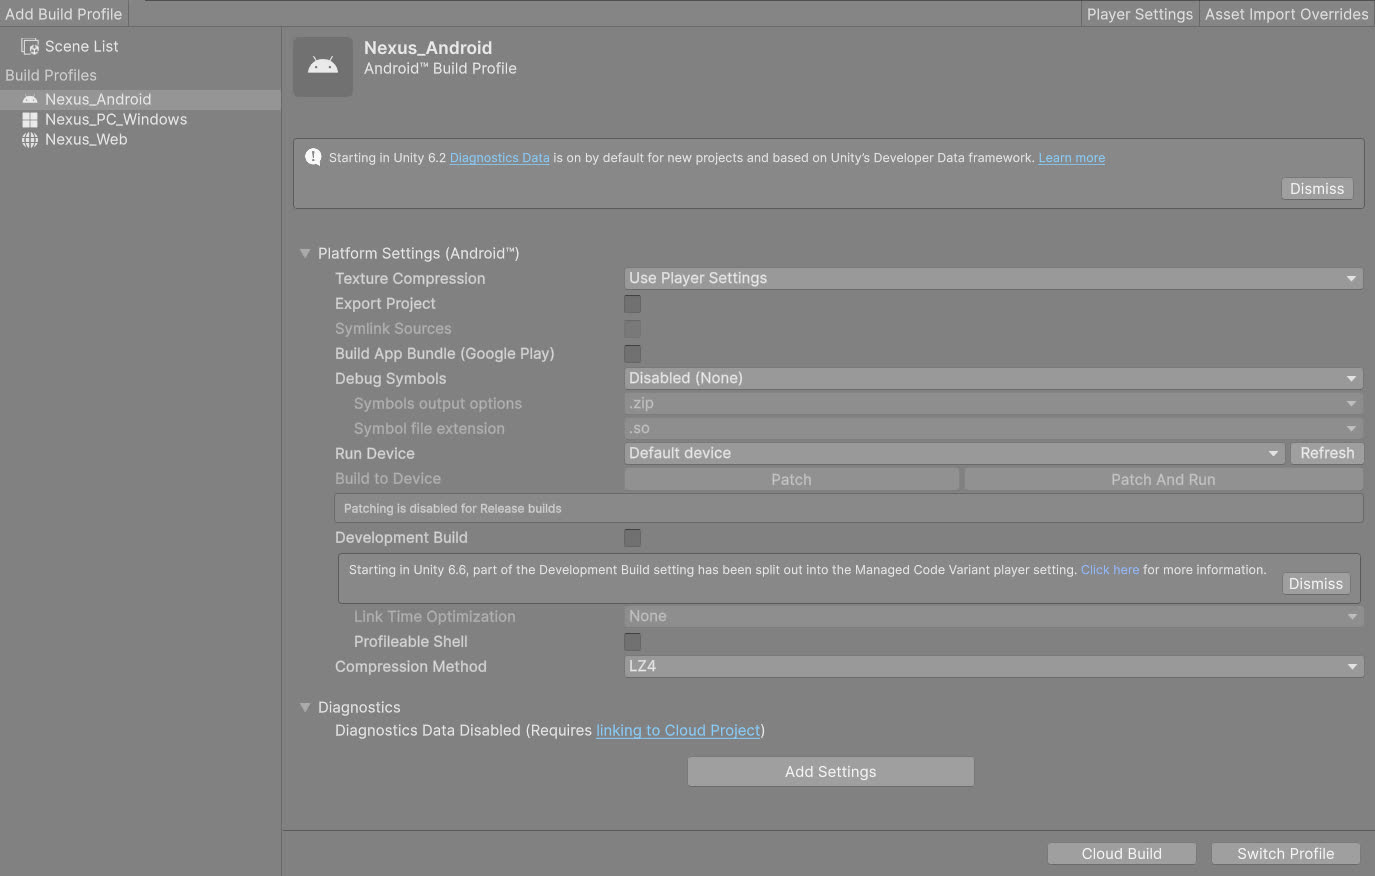 Add Build Profile
Player Settings
Asset Import Overrides
Scene List
Build Profiles
Nexus_Android
Nexus_PC_Windows
Nexus_Web
Nexus_Android
Android™ Build Profile
Starting in Unity 6.2 Diagnostics Data is on by default for new projects and based on Unity's Developer Data framework. Learn more
Dismiss
Platform Settings (Android™)
Texture Compression
Use Player Settings
Export Project
Symlink Sources
Build App Bundle (Google Play)
Debug Symbols
Disabled (None)
Symbols output options
.zip
Symbol file extension
.so
Run Device
Default device
Refresh
Build to Device
Patch
Patch And Run
Patching is disabled for Release builds
Development Build
Starting in Unity 6.6, part of the Development Build setting has been split out into the Managed Code Variant player setting. Click here for more information.
Dismiss
Link Time Optimization
None
Profileable Shell
Compression Method
LZ4
Diagnostics
Diagnostics Data Disabled (Requires linking to Cloud Project)
Add Settings
Cloud Build
Switch Profile